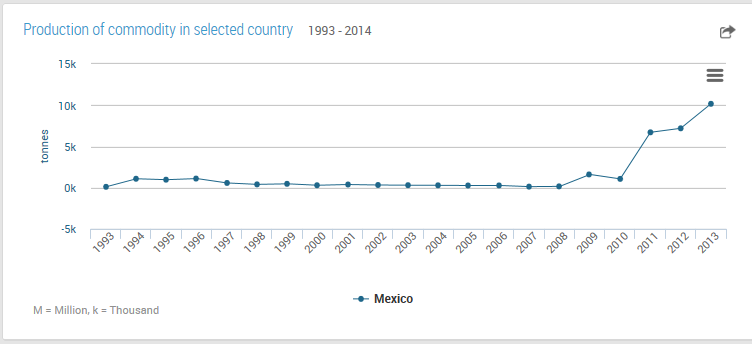 Production of commodity in selected country 1993 - 2014
15k
10k
5k
0k
-5k
tonnes
1993 1994 1995 1996 1997 1998 1999 2000 2001 2002 2003 2004 2005 2006 2007 2008 2009 2010 2011 2012 2013
Mexico
M = Million, k = Thousand